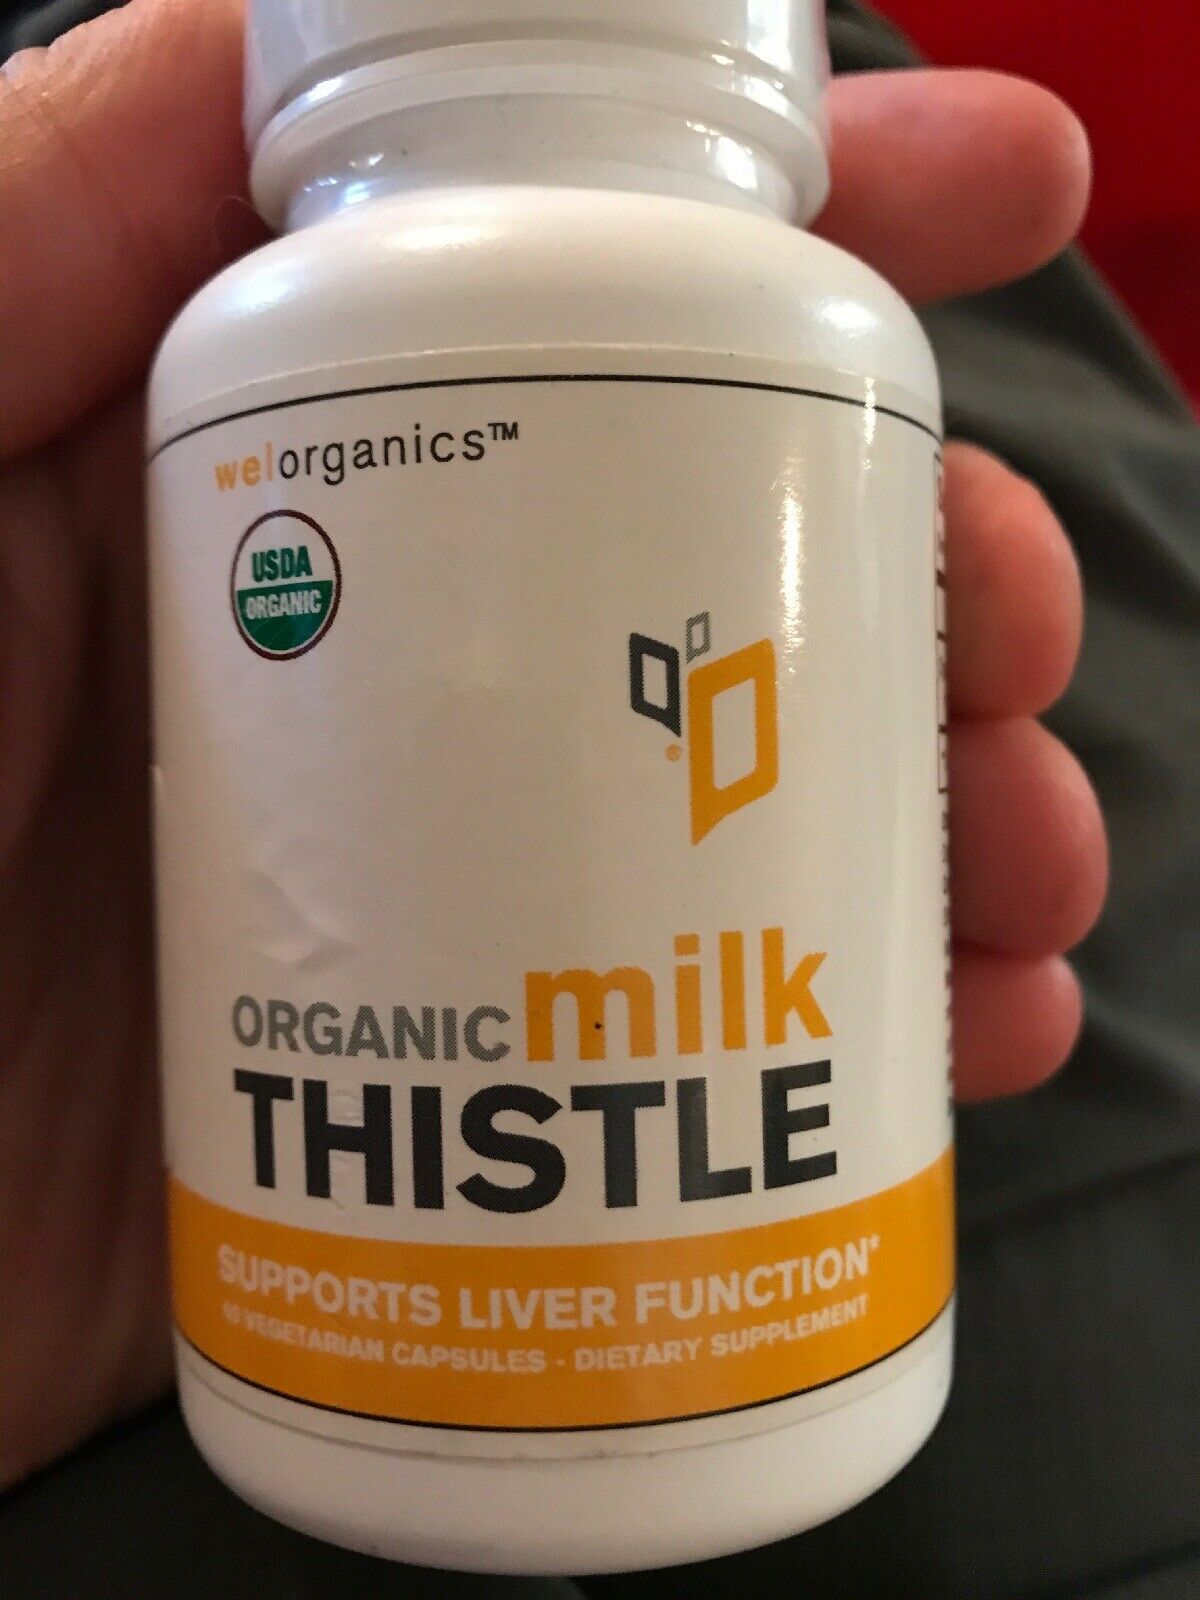 welorganics™
USDA
ORGANIC
®
ORGANIC milk
THISTLE
SUPPORTS LIVER FUNCTION*
VEGETARIAN CAPSULES - DIETARY SUPPLEMENT